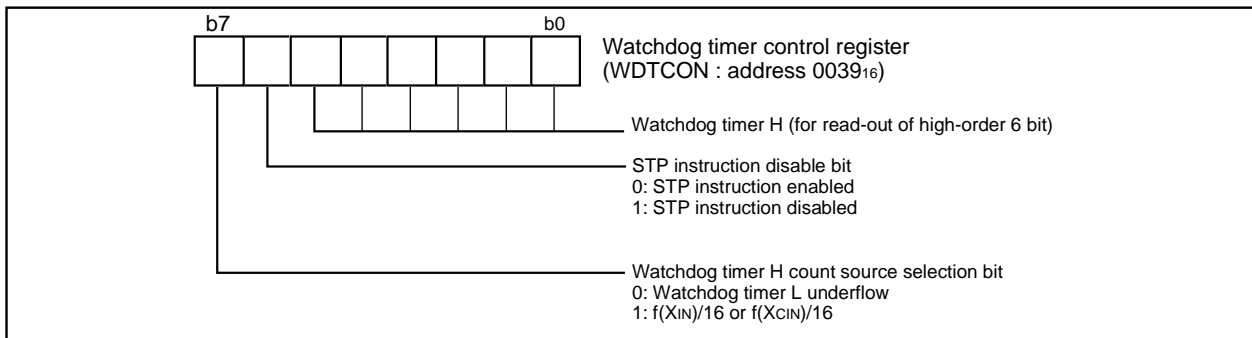 b7 b0
Watchdog timer control register
(WDTCON : address 003916)
Watchdog timer H (for read-out of high-order 6 bit)
STP instruction disable bit
0: STP instruction enabled
1: STP instruction disabled
Watchdog timer H count source selection bit
0: Watchdog timer L underflow
1: f(XIN)/16 or f(XCIN)/16